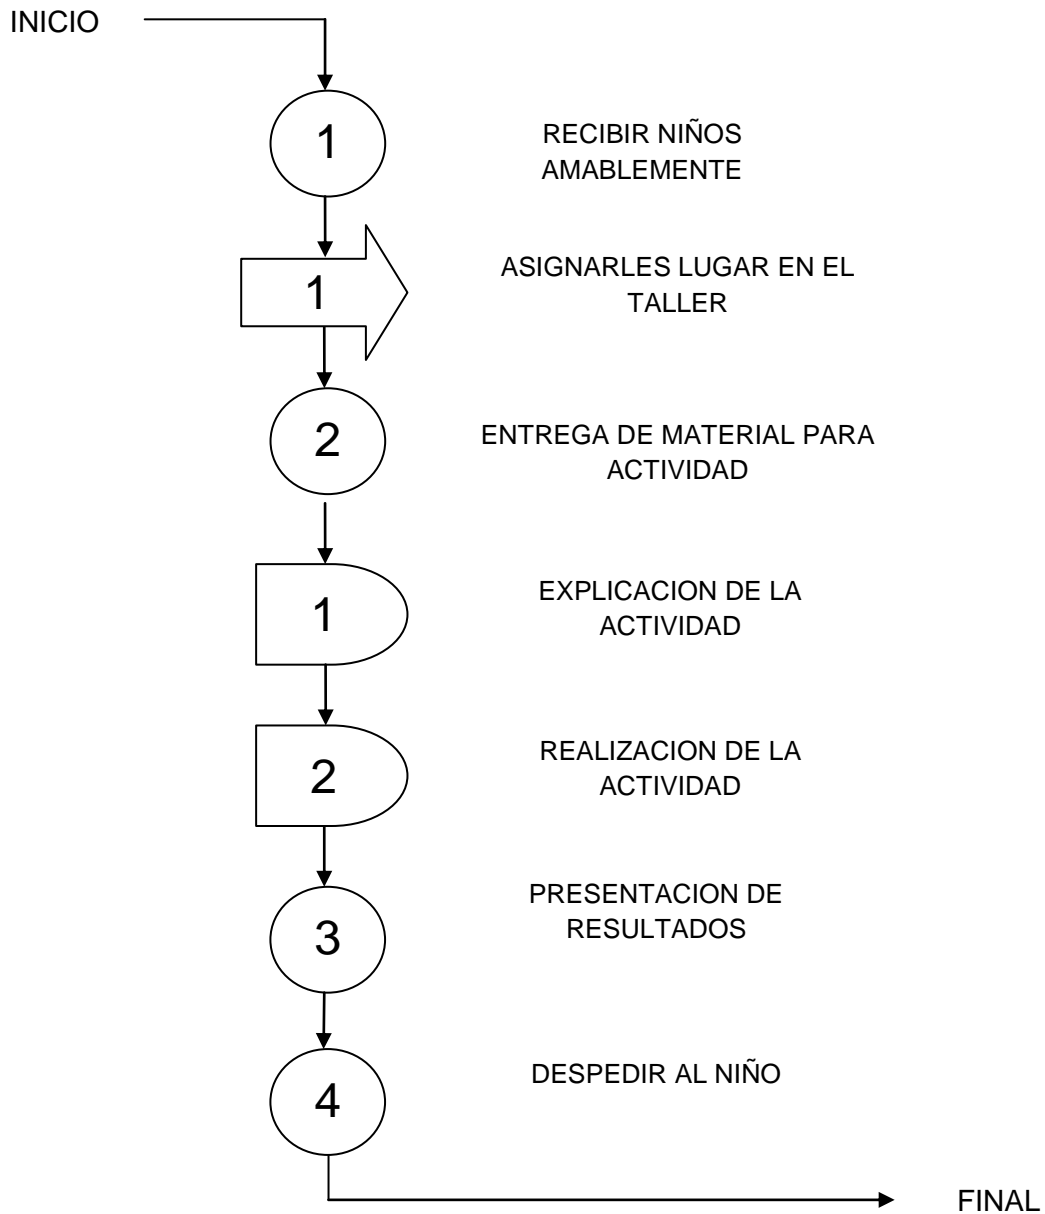 INICIO
1
RECIBIR NIÑOS
AMABLEMENTE
1
ASIGNARLES LUGAR EN EL
TALLER
2
ENTREGA DE MATERIAL PARA
ACTIVIDAD
1
EXPLICACION DE LA
ACTIVIDAD
2
REALIZACION DE LA
ACTIVIDAD
3
PRESENTACION DE
RESULTADOS
4
DESPEDIR AL NIÑO
FINAL